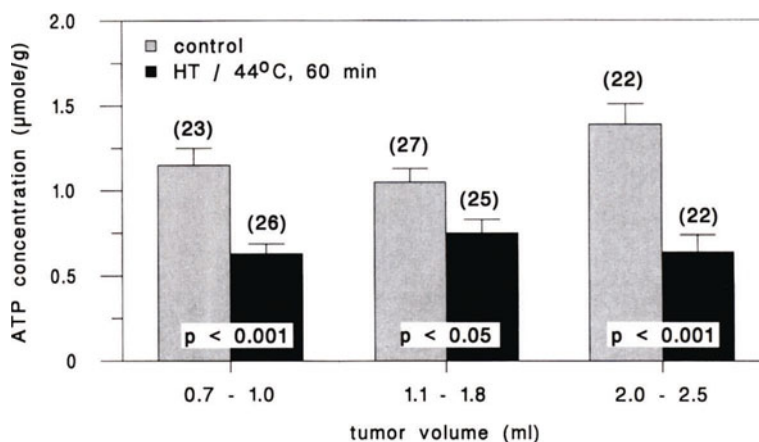 2.0
1.5
1.0
0.5
0
ATP concentration (µmole/g)
control
HT / 44°C, 60 min
(23)
(26)
(27)
(25)
(22)
(22)
p < 0.001
p < 0.05
p < 0.001
0.7 - 1.0
1.1 - 1.8
2.0 - 2.5
tumor volume (ml)